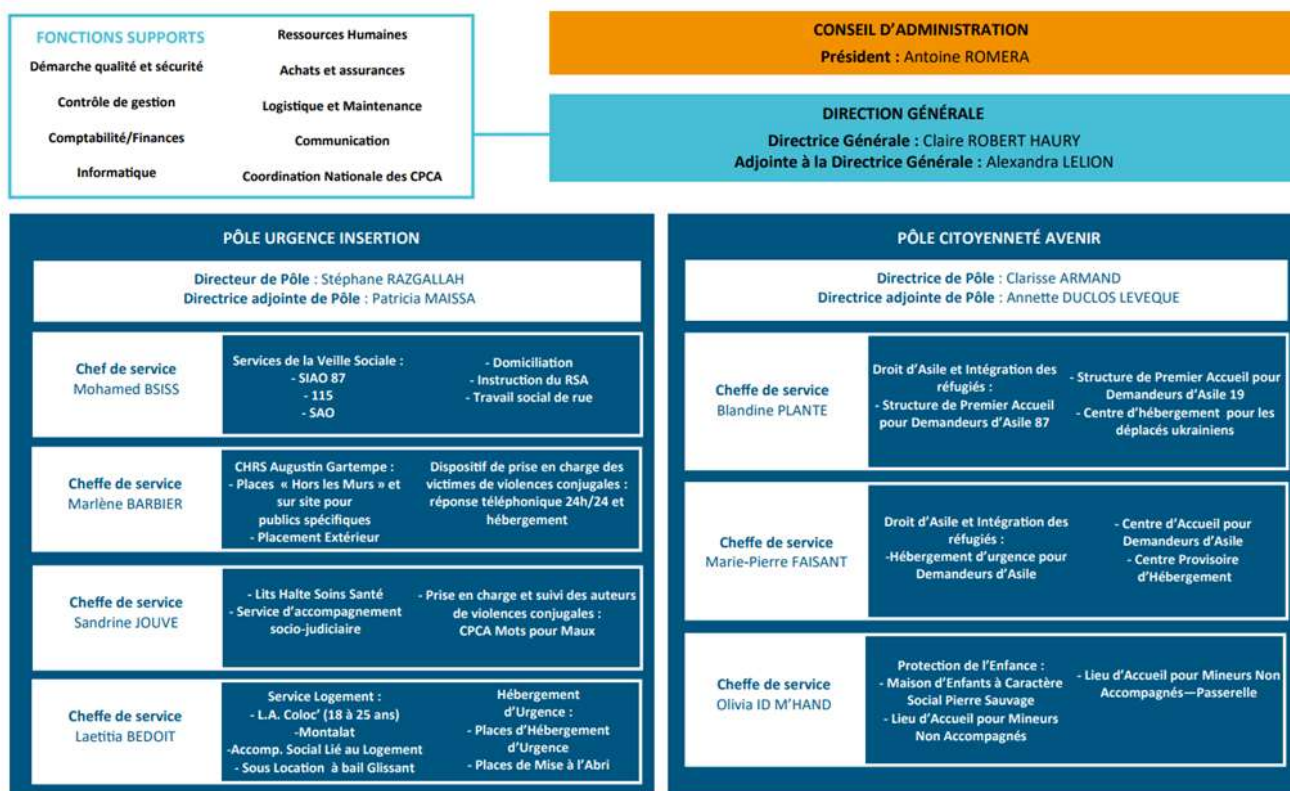 FONCTIONS SUPPORTS
Démarche qualité et sécurité
Contrôle de gestion
Comptabilité/Finances
Informatique
Ressources Humaines
Achats et assurances
Logistique et Maintenance
Communication
Coordination Nationale des CPCA
CONSEIL D'ADMINISTRATION
Président : Antoine ROMERA
DIRECTION GÉNÉRALE
Directrice Générale : Claire ROBERT HAURY
Adjointe à la Directrice Générale : Alexandra LELION
PÔLE URGENCE INSERTION
Directeur de Pôle : Stéphane RAZGALLAH
Directrice adjointe de Pôle : Patricia MAISSA
Chef de service
Mohamed BSISS
Services de la Veille Sociale :
- SIAO 87
- 115
- SAO
- Domiciliation
- Instruction du RSA
- Travail social de rue
Cheffe de service
Marlène BARBIER
CHRS Augustin Gartempe :
- Places « Hors les Murs » et
sur site pour
publics spécifiques
- Placement Extérieur
Dispositif de prise en charge des
victimes de violences conjugales :
réponse téléphonique 24h/24 et
hébergement
Cheffe de service
Sandrine JOUVE
- Lits Halte Soins Santé
- Service d'accompagnement
socio-judiciaire
- Prise en charge et suivi des auteurs
de violences conjugales :
CPCA Mots pour Maux
Cheffe de service
Laetitia BEDOIT
Service Logement :
- L.A. Coloc' (18 à 25 ans)
-Montalat
-Accomp. Social Lié au Logement
- Sous Location à bail Glissant
Hébergement
d'Urgence :
- Places d'Hébergement
d'Urgence
- Places de Mise à l'Abri
PÔLE CITOYENNETÉ AVENIR
Directrice de Pôle : Clarisse ARMAND
Directrice adjointe de Pôle : Annette DUCLOS LEVEQUE
Cheffe de service
Blandine PLANTE
Droit d'Asile et Intégration des
réfugiés :
- Structure de Premier Accueil
pour Demandeurs d'Asile 87
- Structure de Premier Accueil pour
Demandeurs d'Asile 19
- Centre d'hébergement pour les
déplacés ukrainiens
Cheffe de service
Marie-Pierre FAISANT
Droit d'Asile et Intégration des
réfugiés :
-Hébergement d'urgence pour
Demandeurs d'Asile
- Centre d'Accueil pour
Demandeurs d'Asile
- Centre Provisoire
d'Hébergement
Cheffe de service
Olivia ID M'HAND
Protection de l'Enfance :
- Maison d'Enfants à Caractère
Social Pierre Sauvage
- Lieu d'Accueil pour Mineurs
Non Accompagnés
- Lieu d'Accueil pour Mineurs Non
Accompagnés—Passerelle